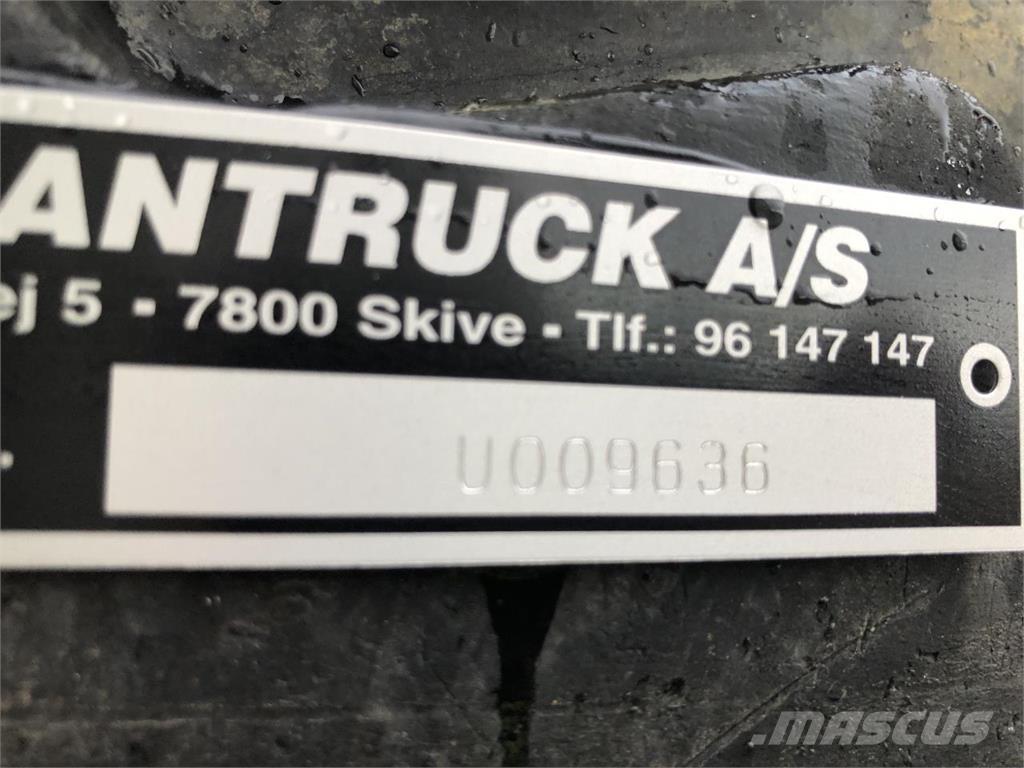 ANTRUCK A/S
ej 5 - 7800 Skive - Tlf.: 96 147 147
U009636
MASCUS